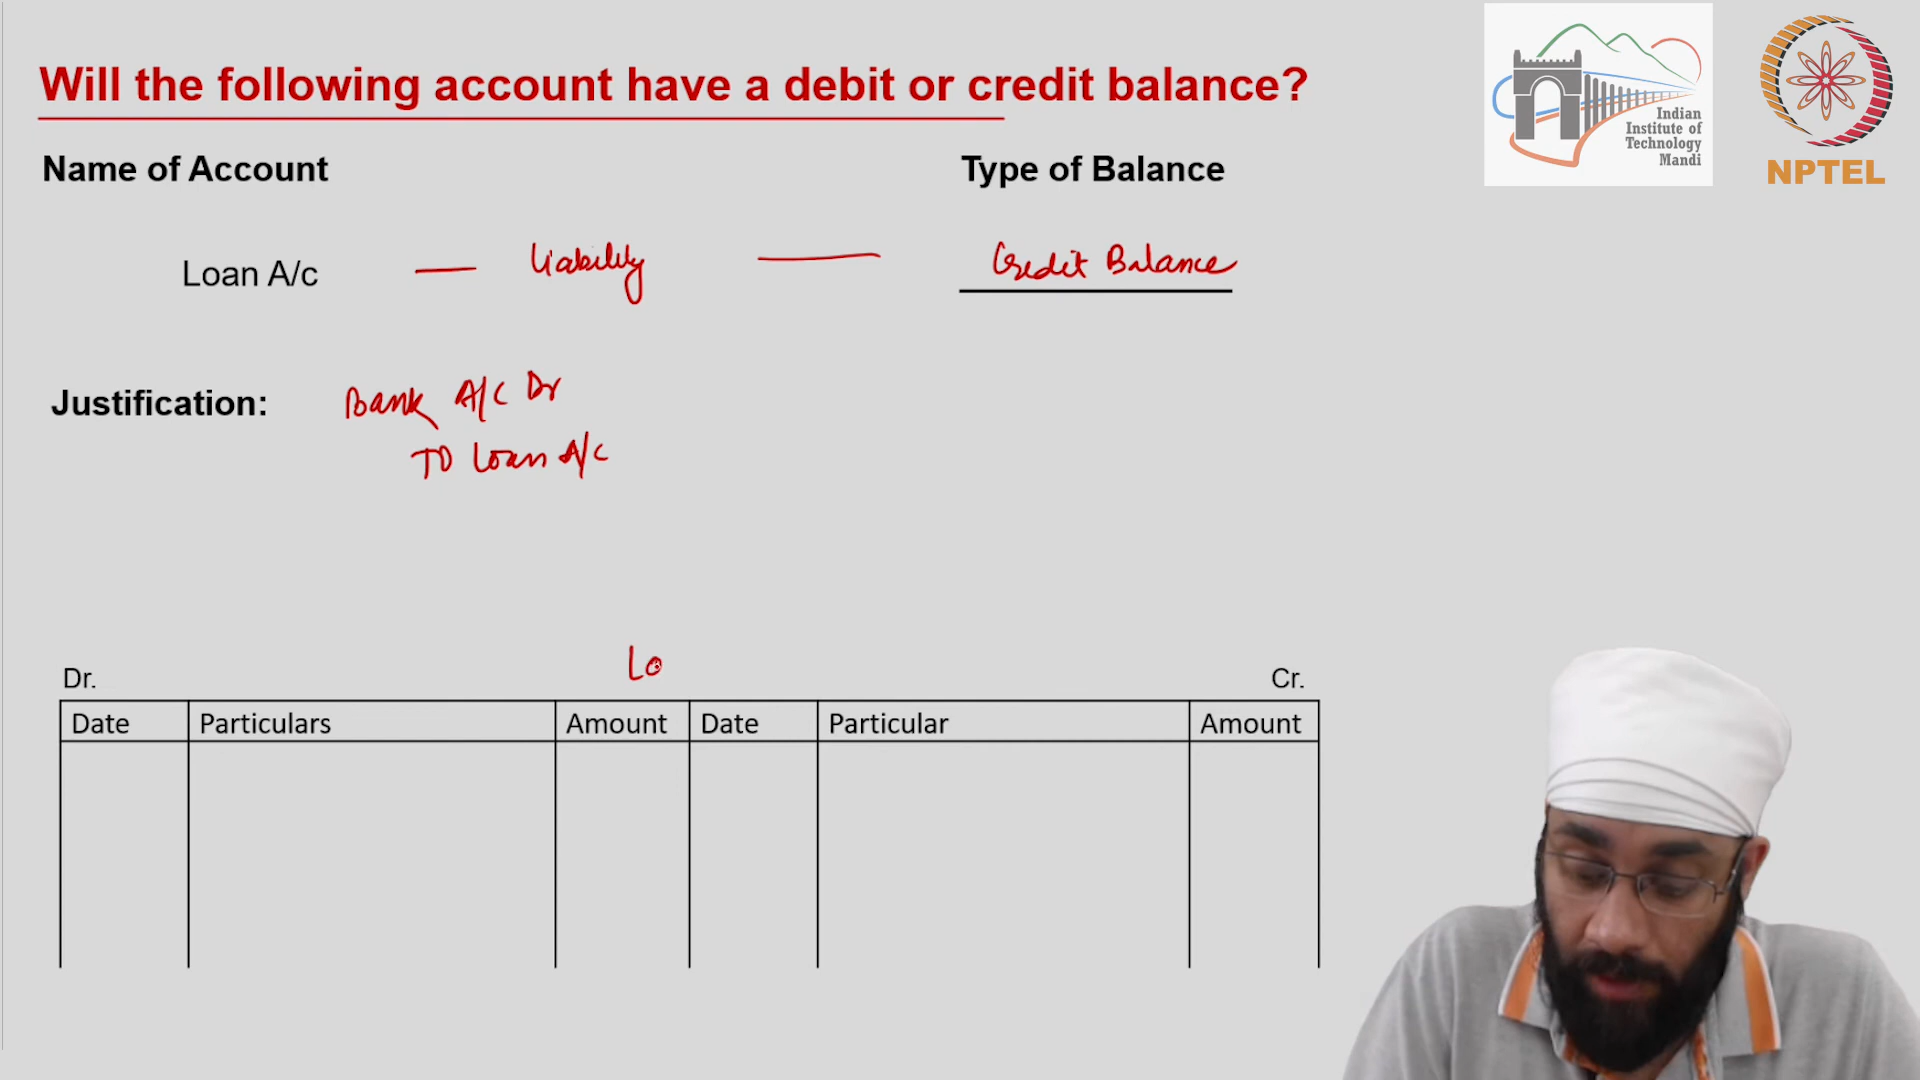 Will the following account have a debit or credit balance?
Indian
Institute of
Technology
Mandi
NPTEL
Name of Account Type of Balance
Loan A/c — Liability — Credit Balance
Justification: Bank A/c Dr
To Loan A/c
Lo
Dr. Cr.
Date Particulars Amount Date Particular Amount